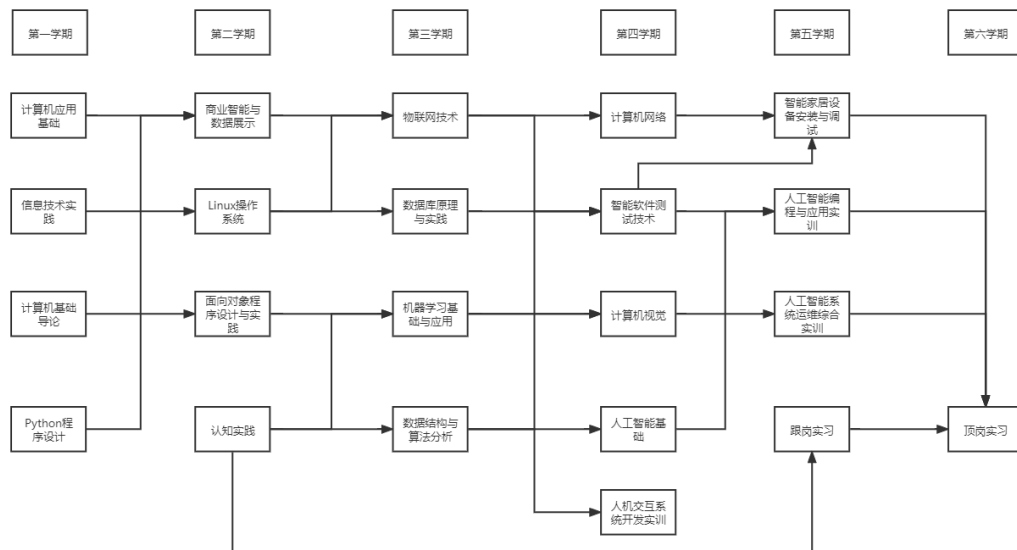 第一学期
第二学期
第三学期
第四学期
第五学期
第六学期
计算机应用
基础
商业智能与
数据展示
物联网技术
计算机网络
智能家居设
备安装与调
试
信息技术实
践
Linux操作
系统
数据库原理
与实践
智能软件测
试技术
人工智能编
程与应用实
训
计算机基础
导论
面向对象程
序设计与实
践
机器学习基
础与应用
计算机视觉
人工智能系
统运维综合
实训
Python程
序设计
认知实践
数据结构与
算法分析
人工智能基
础
跟岗实习
顶岗实习
人机交互系
统开发实训